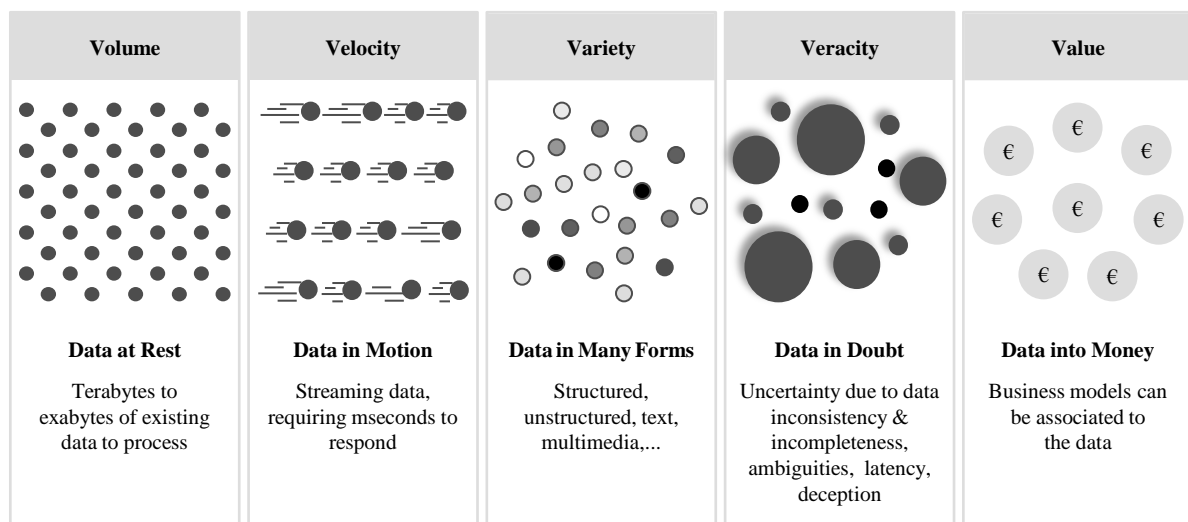 Volume
Velocity
Variety
Veracity
Value
€
€
€
€
€
€
€
€
Data at Rest
Terabytes to
exabytes of existing
data to process
Data in Motion
Streaming data,
requiring mseconds to
respond
Data in Many Forms
Structured,
unstructured, text,
multimedia,...
Data in Doubt
Uncertainty due to data
inconsistency &
incompleteness,
ambiguities, latency,
deception
Data into Money
Business models can
be associated to
the data